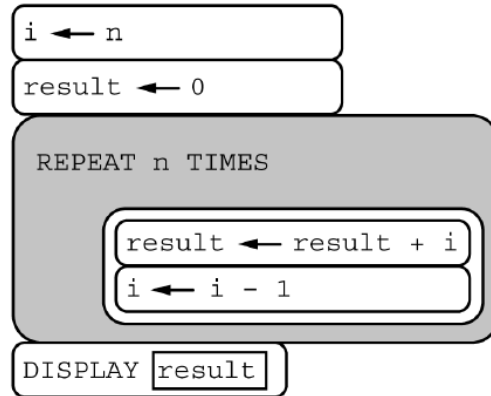 i ← n
result ← 0
REPEAT n TIMES
result ← result + i
i ← i - 1
DISPLAY result